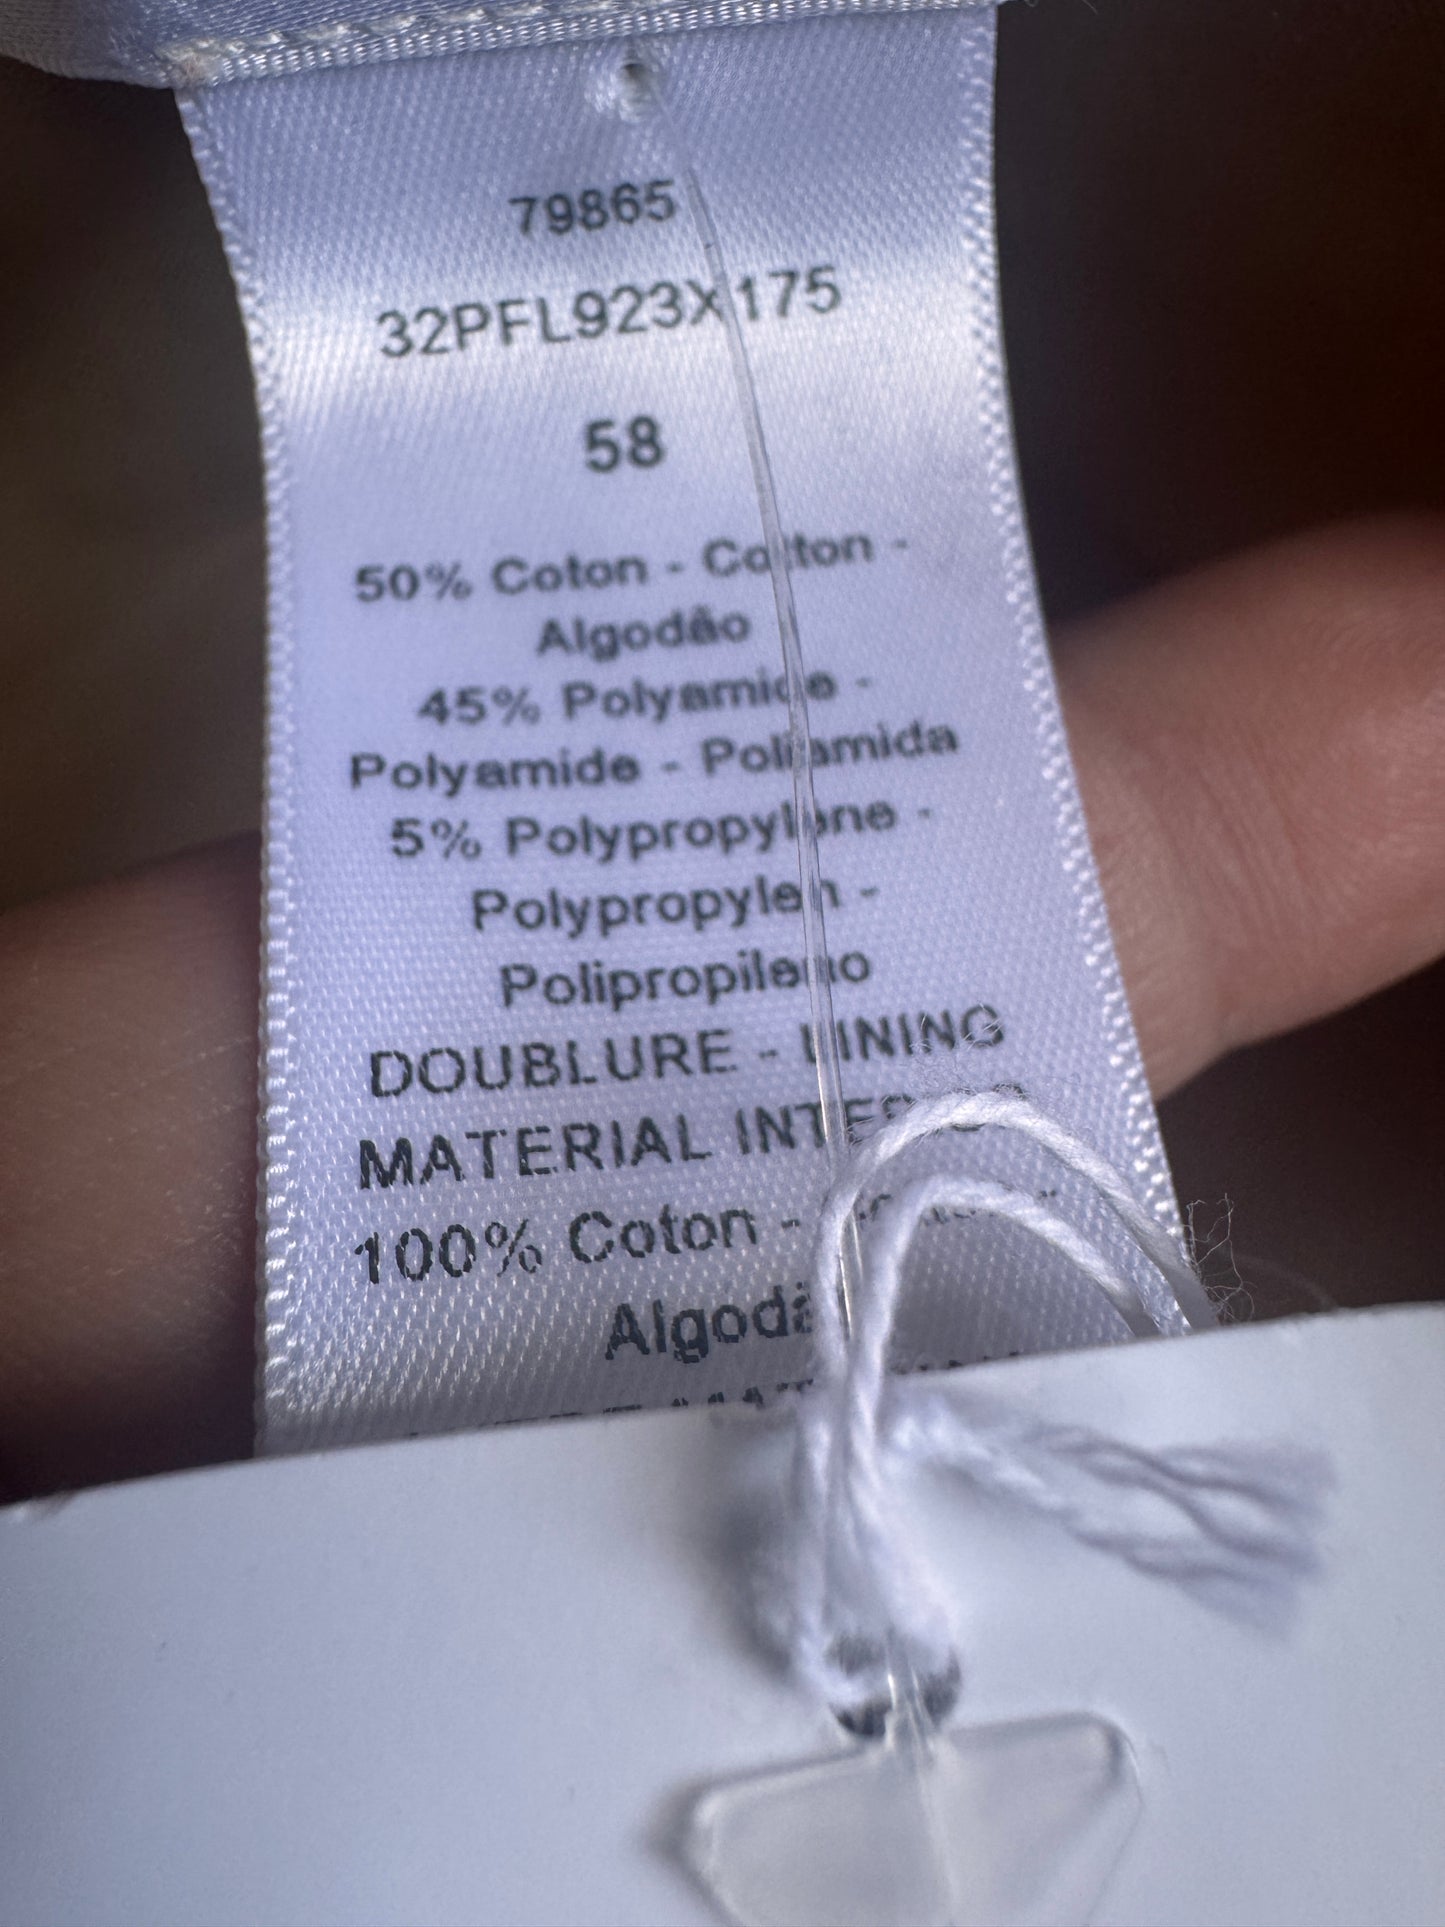 79865
32PFL923X175
58
50% Coton - Cotton -
Algodão
45% Polyamide -
Polyamide - Poliamida
5% Polypropylene -
Polypropylen -
Polipropileno
DOUBLURE - LINING
MATERIAL
100% Coton -